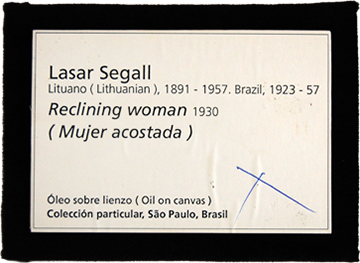 Lasar Segall
Lituano ( Lithuanian ), 1891 - 1957. Brazil, 1923 - 57
Reclining woman 1930
( Mujer acostada )
Óleo sobre lienzo ( Oil on canvas )
Colección particular, São Paulo, Brasil